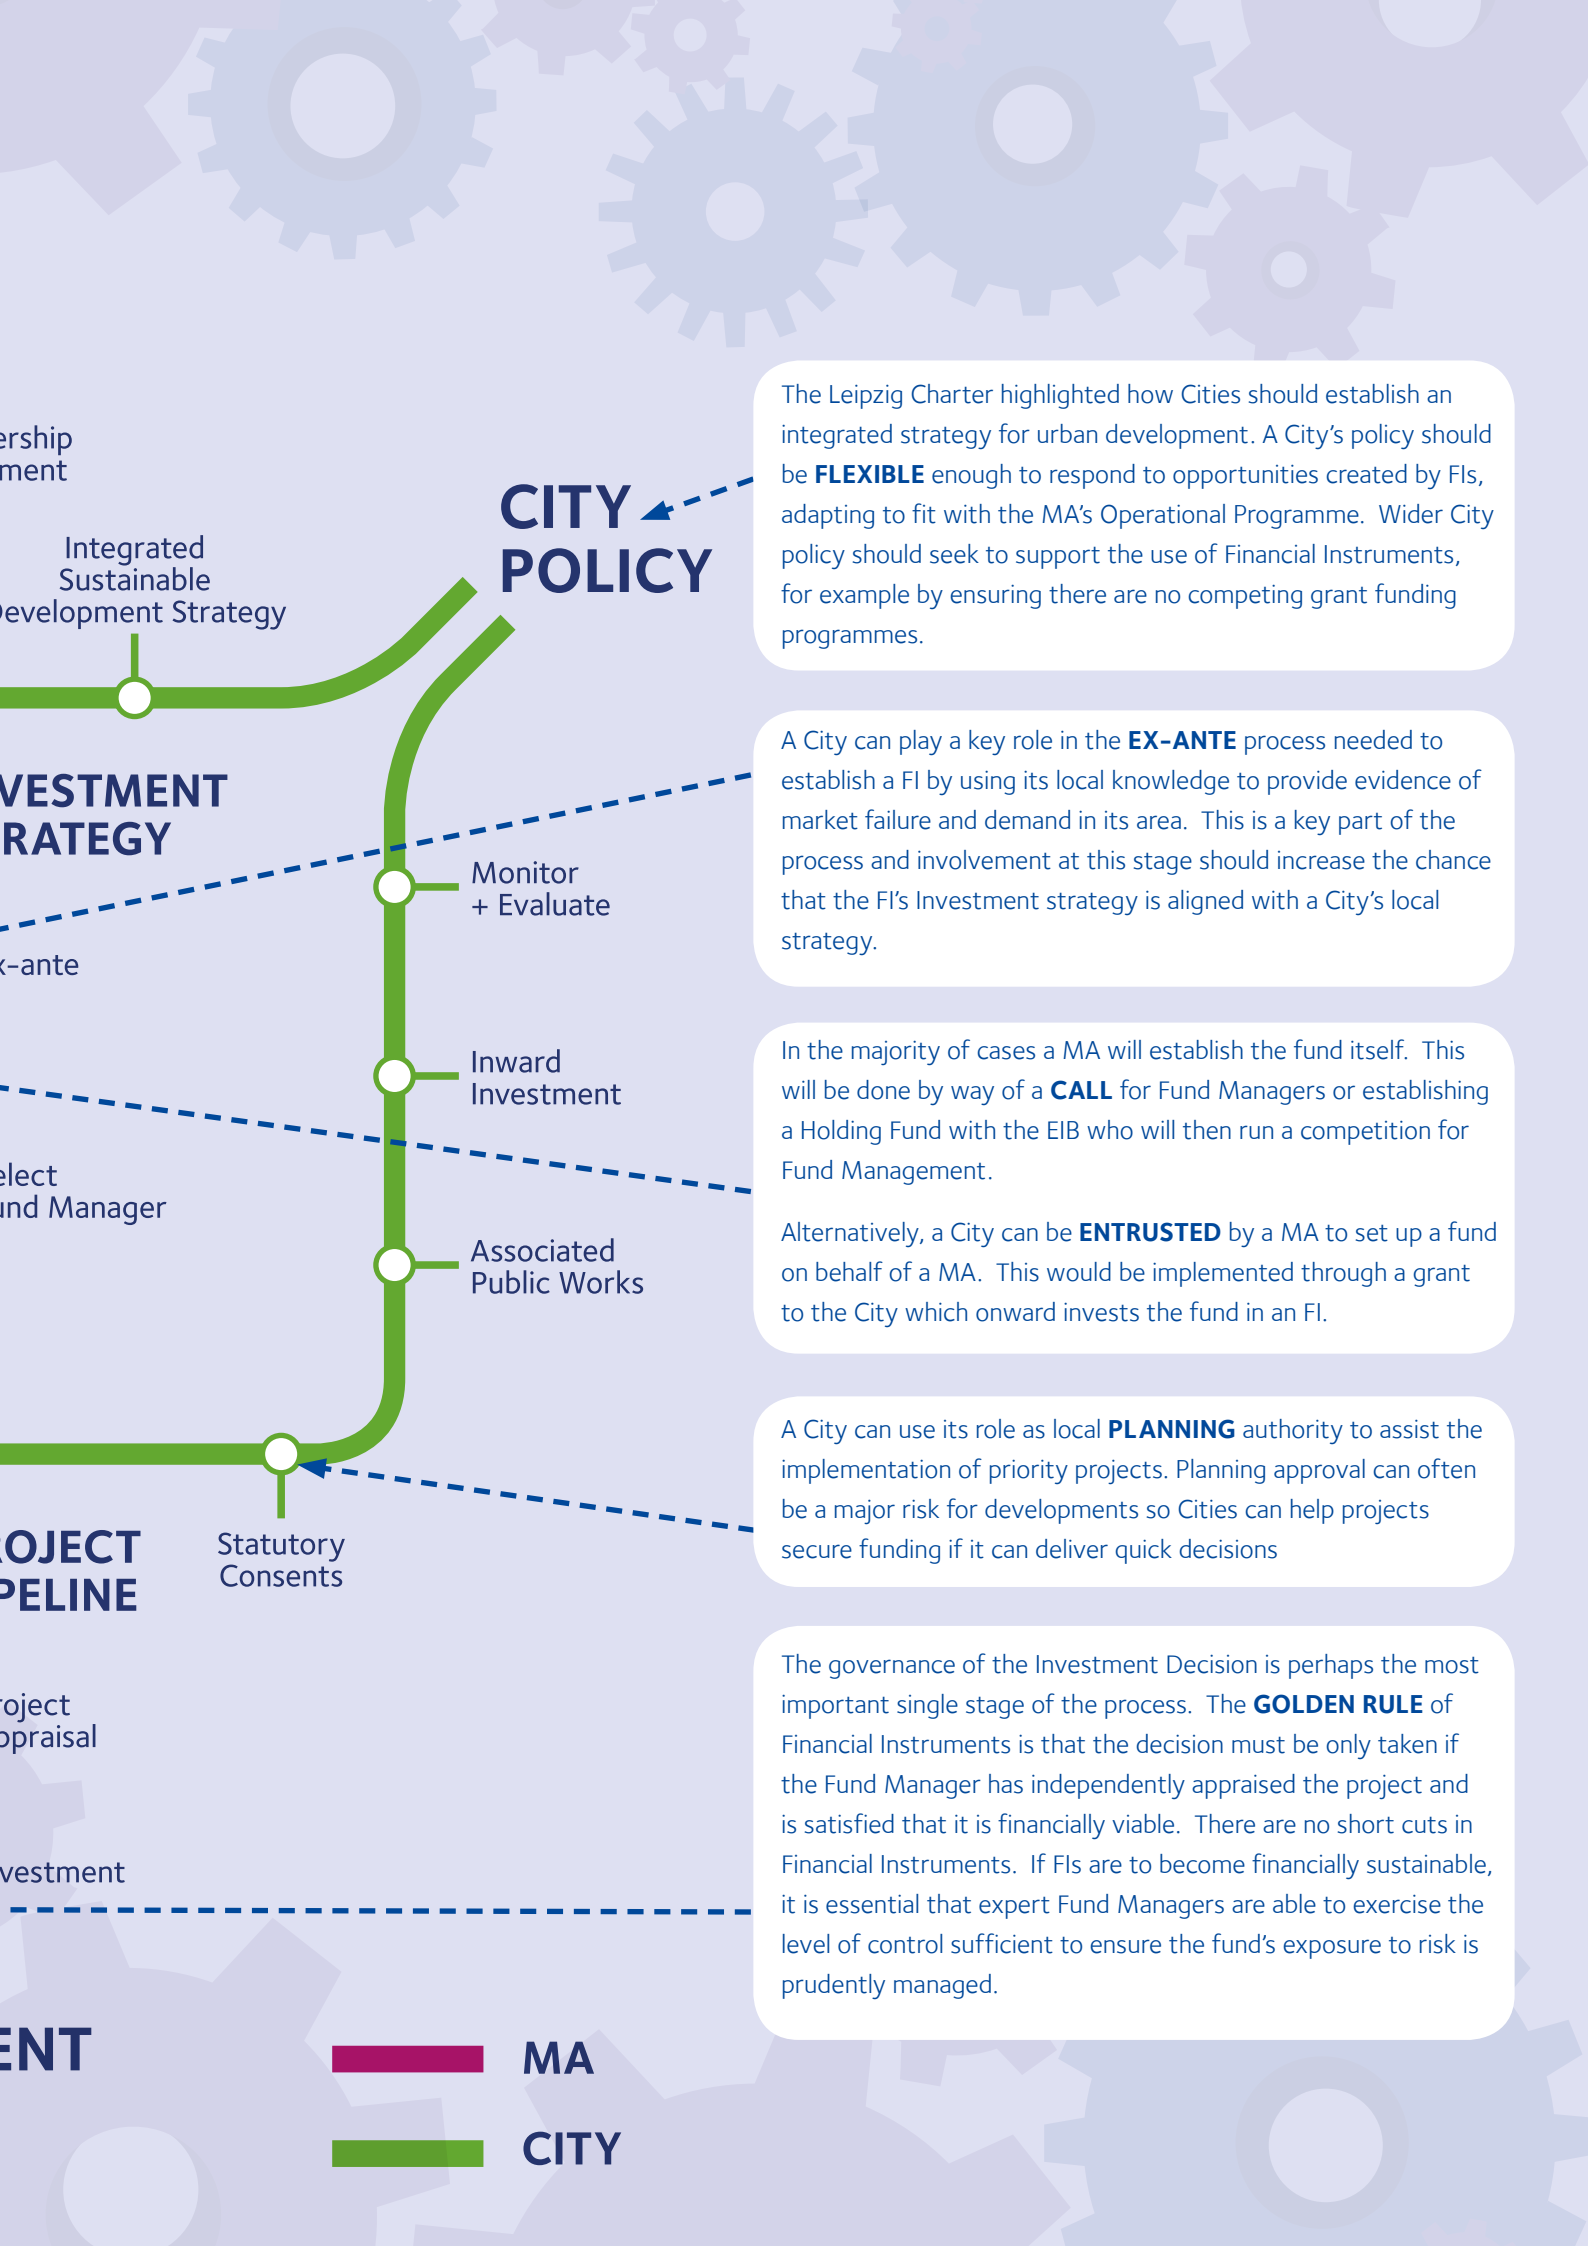 ership
ment
Integrated
Sustainable
Development Strategy
CITY
POLICY
VESTMENT
RATEGY
x-ante
elect
und Manager
Monitor
+ Evaluate
Inward
Investment
Associated
Public Works
Statutory
Consents
ROJECT
PELINE
roject
ppraisal
vestment
ENT
MA
CITY
The Leipzig Charter highlighted how Cities should establish an
integrated strategy for urban development. A City’s policy should
be FLEXIBLE enough to respond to opportunities created by FIs,
adapting to fit with the MA’s Operational Programme.  Wider City
policy should seek to support the use of Financial Instruments,
for example by ensuring there are no competing grant funding
programmes.
A City can play a key role in the EX-ANTE process needed to
establish a FI by using its local knowledge to provide evidence of
market failure and demand in its area.  This is a key part of the
process and involvement at this stage should increase the chance
that the FI’s Investment strategy is aligned with a City’s local
strategy.
In the majority of cases a MA will establish the fund itself.  This
will be done by way of a CALL for Fund Managers or establishing
a Holding Fund with the EIB who will then run a competition for
Fund Management.
Alternatively, a City can be ENTRUSTED by a MA to set up a fund
on behalf of a MA.  This would be implemented through a grant
to the City which onward invests the fund in an FI.
A City can use its role as local PLANNING authority to assist the
implementation of priority projects. Planning approval can often
be a major risk for developments so Cities can help projects
secure funding if it can deliver quick decisions
The governance of the Investment Decision is perhaps the most
important single stage of the process.  The GOLDEN RULE of
Financial Instruments is that the decision must be only taken if
the Fund Manager has independently appraised the project and
is satisfied that it is financially viable.  There are no short cuts in
Financial Instruments.  If FIs are to become financially sustainable,
it is essential that expert Fund Managers are able to exercise the
level of control sufficient to ensure the fund’s exposure to risk is
prudently managed.